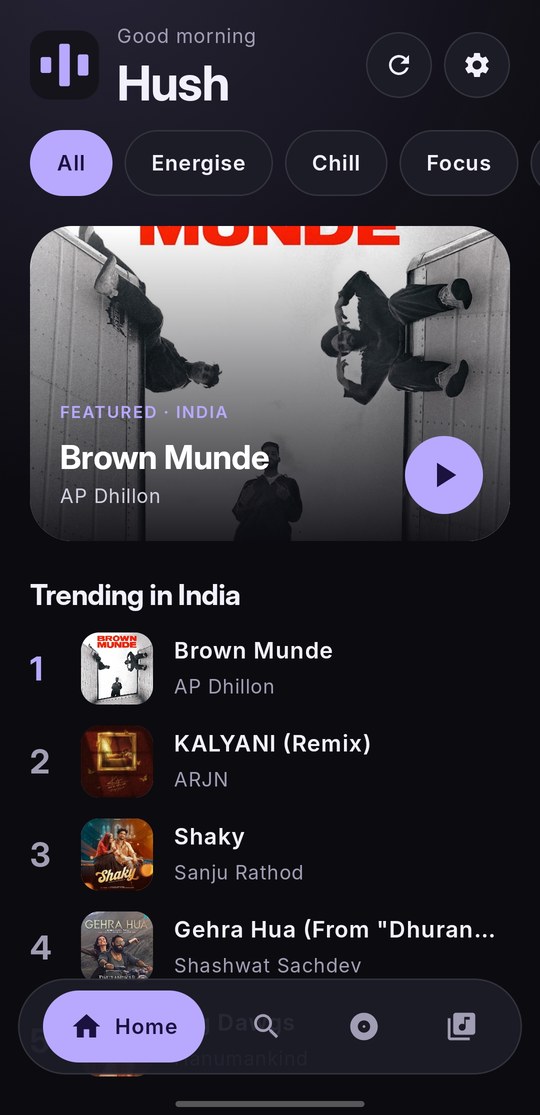 Good morning
Hush
All
Energise
Chill
Focus
MUNDE
FEATURED · INDIA
Brown Munde
AP Dhillon
Trending in India
1
BROWN
MUNDE
Brown Munde
AP Dhillon
2
KALYANI (Remix)
ARJN
3
Shaky
Shaky
Sanju Rathod
4
GEHRA HUA
Gehra Hua (From "Dhuran...
Shashwat Sachdev
5
Home